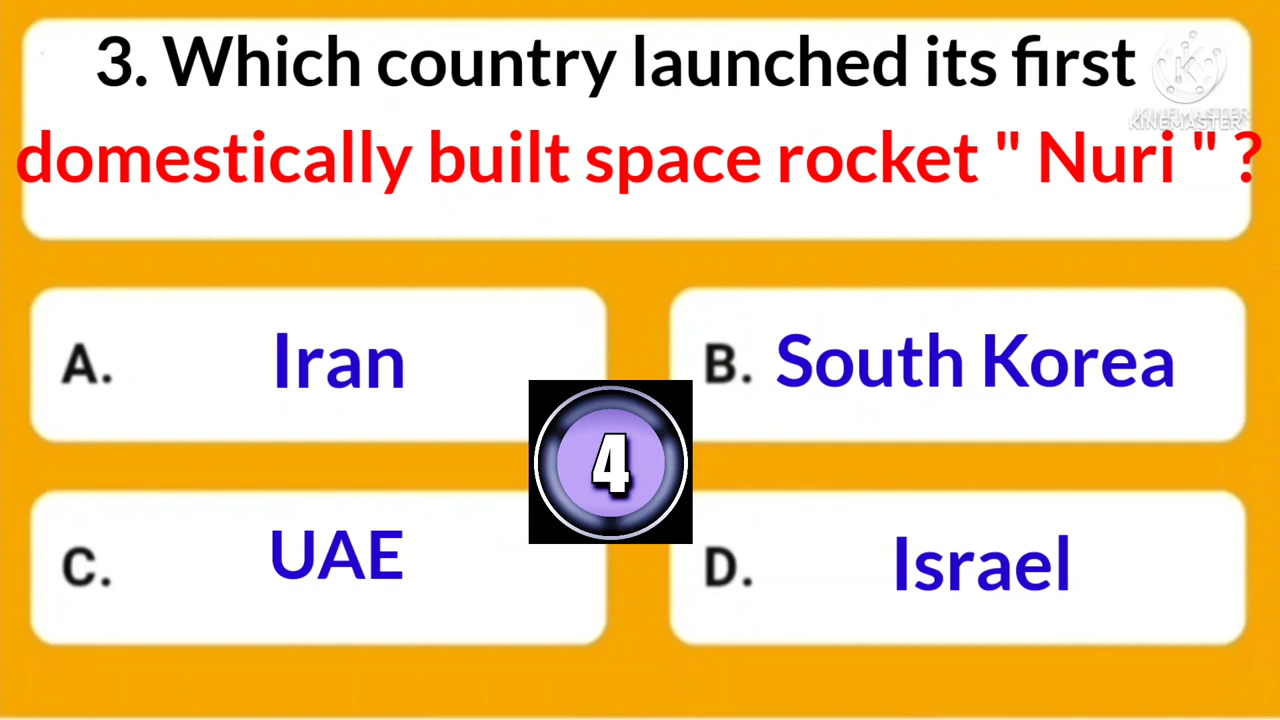 3. Which country launched its first
domestically built space rocket " Nuri " ?
K
KINEMASTER
A. Iran
B. South Korea
4
C. UAE
D. Israel